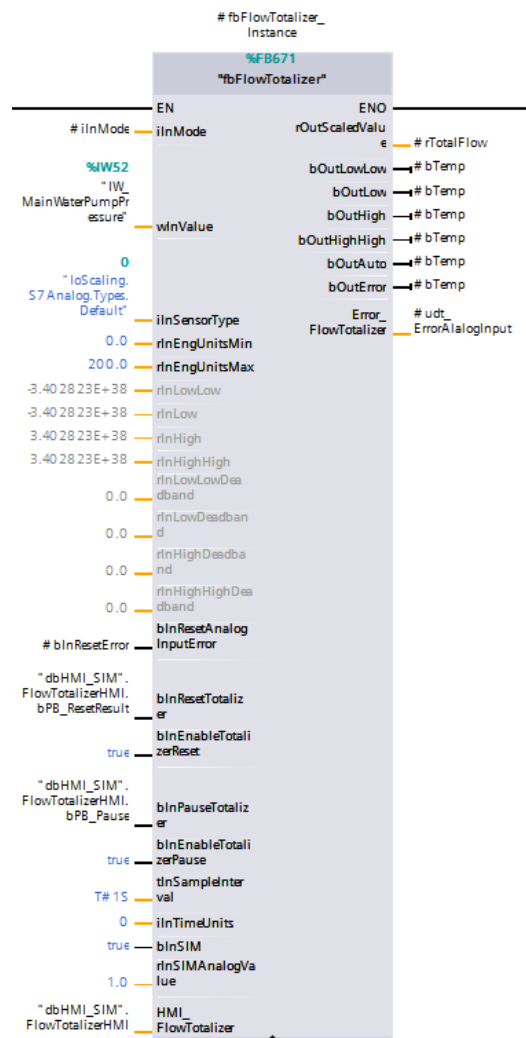 # fbFlowTotalizer_
Instance
%FB671
"fbFlowTotalizer"
EN
ENO
# iInMode
iInMode
rOutScaledValu
e
# rTotalFlow
%IW52
"IW_
MainWaterPumpPr
essure"
wInValue
bOutLowLow
# bTemp
bOutLow
# bTemp
bOutHigh
# bTemp
bOutHighHigh
# bTemp
bOutAuto
# bTemp
bOutError
# bTemp
Error_
FlowTotalizer
# udt_
ErrorAlalogInput
0
"IoScaling.
S7Analog.Types.
Default"
iInSensorType
0.0
rInEngUnitsMin
200.0
rInEngUnitsMax
-3.402823E+38
rInLowLow
-3.402823E+38
rInLow
3.402823E+38
rInHigh
3.402823E+38
rInHighHigh
0.0
rInLowLowDea
dband
0.0
rInLowDeadban
d
0.0
rInHighDeadba
nd
0.0
rInHighHighDea
dband
# bInResetError
bInResetAnalog
InputError
"dbHMI_SIM".
FlowTotalizerHMI.
bPB_ResetResult
bInResetTotaliz
er
true
bInEnableTotali
zerReset
"dbHMI_SIM".
FlowTotalizerHMI.
bPB_Pause
bInPauseTotaliz
er
true
bInEnableTotali
zerPause
T#1S
tInSampleInter
val
0
iInTimeUnits
true
bInSIM
1.0
rInSIMAnalogVa
lue
"dbHMI_SIM".
FlowTotalizerHMI
HMI_
FlowTotalizer